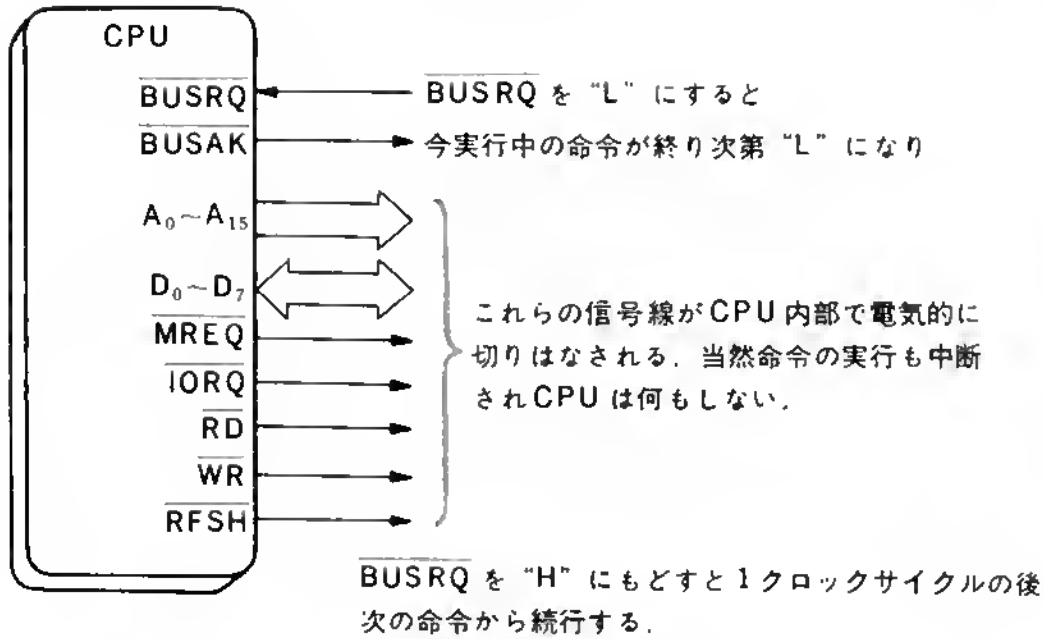 CPU
BUSRQ
BUSRQ を "L" にすると
BUSAK
今実行中の命令が終り次第 "L" になり
A₀~A₁₅
D₀~D₇
MREQ
IORQ
RD
WR
RFSH
これらの信号線がCPU内部で電気的に
切りはなされる. 当然命令の実行も中断
されCPUは何もしない.
BUSRQ を "H" にもどすと1クロックサイクルの後
次の命令から続行する.